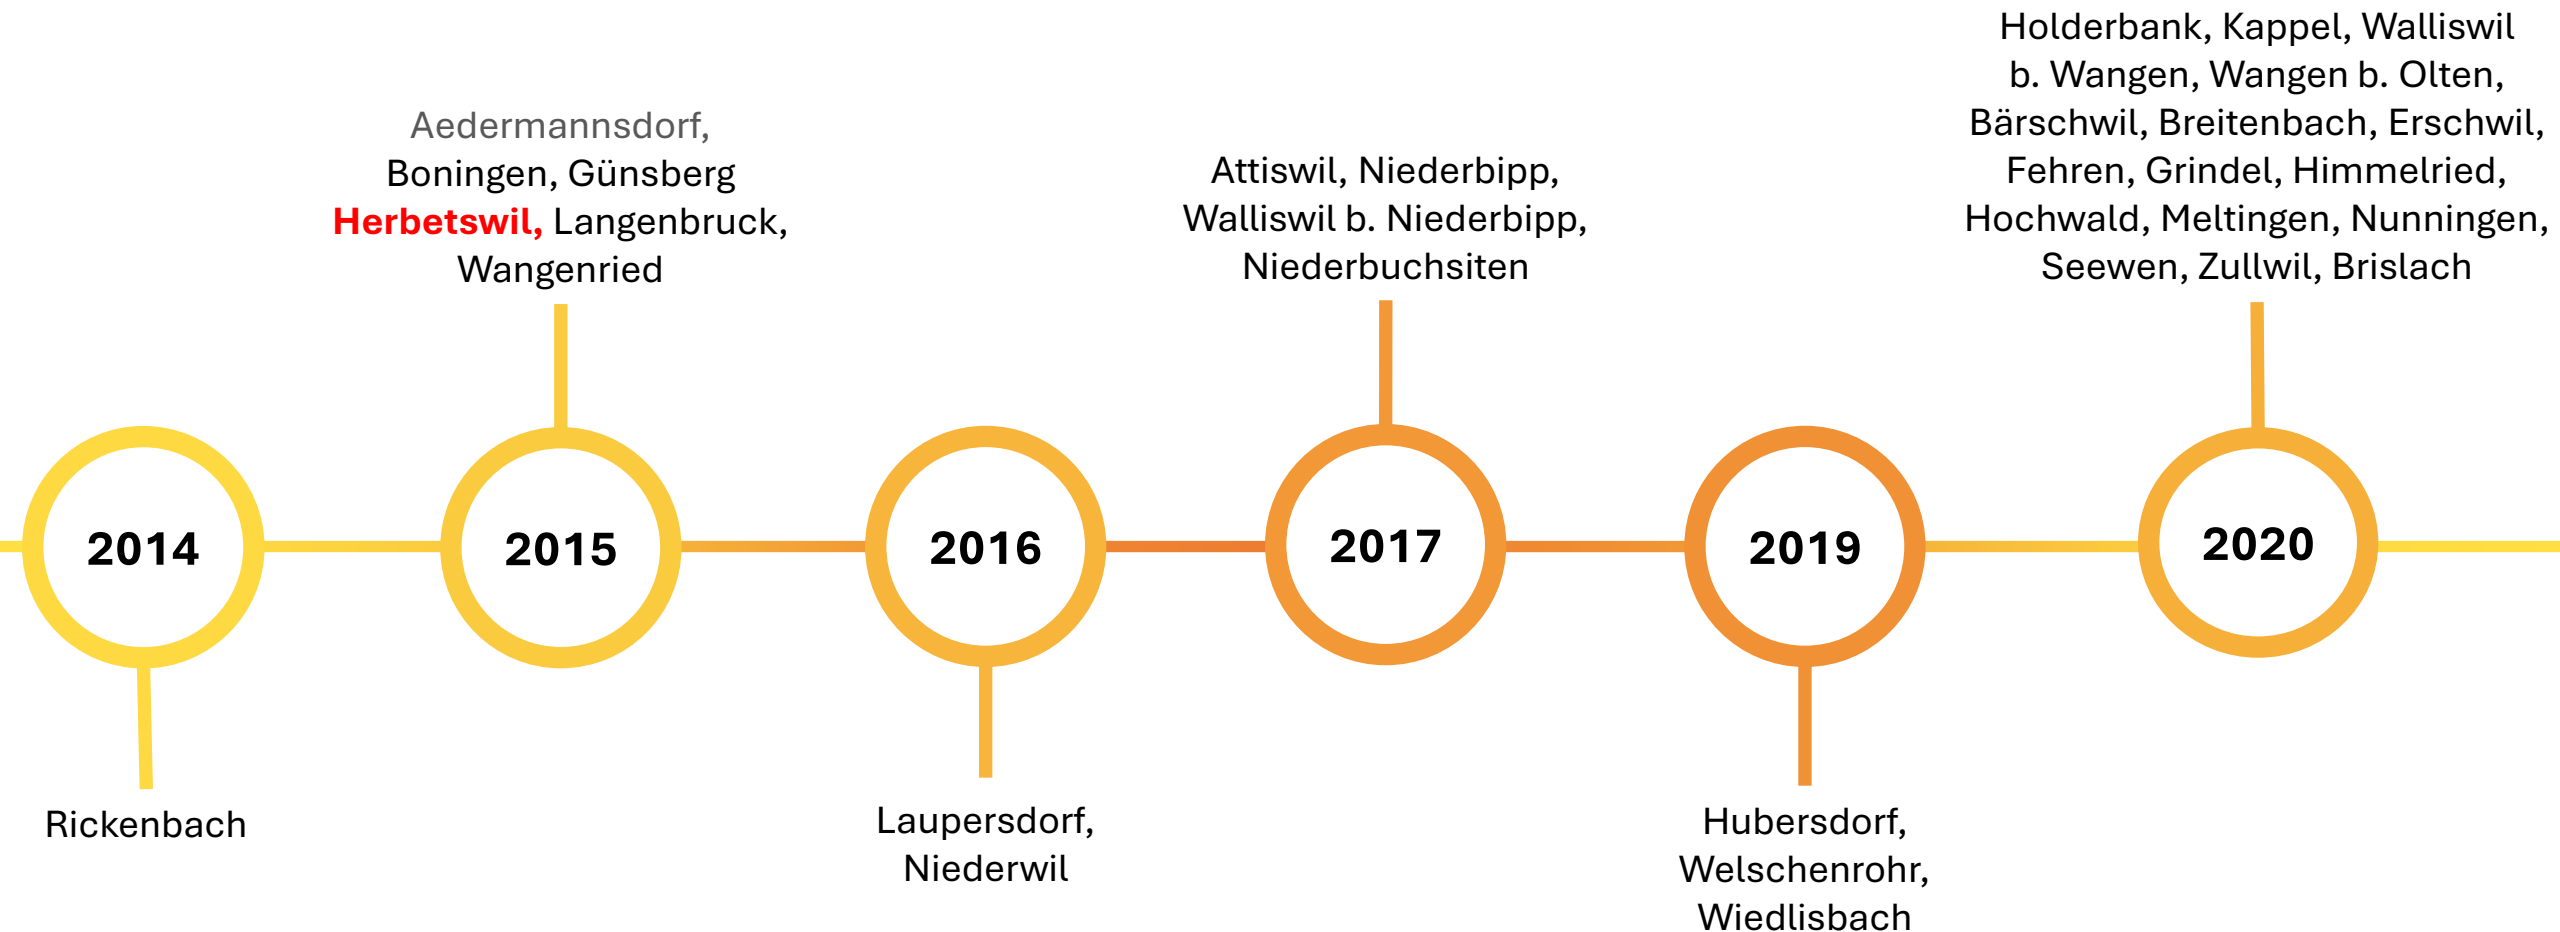 Holderbank, Kappel, Walliswil
b. Wangen, Wangen b. Olten,
Bärschwil, Breitenbach, Erschwil,
Fehren, Grindel, Himmelried,
Hochwald, Meltingen, Nunningen,
Seewen, Zullwil, Brislach
Aedermannsdorf,
Boningen, Günsberg
Herbetswil, Langenbruck,
Wangenried
Attiswil, Niederbipp,
Walliswil b. Niederbipp,
Niederbuchsiten
2014
2015
2016
2017
2019
2020
Rickenbach
Laupersdorf,
Niederwil
Hubersdorf,
Welschenrohr,
Wiedlisbach